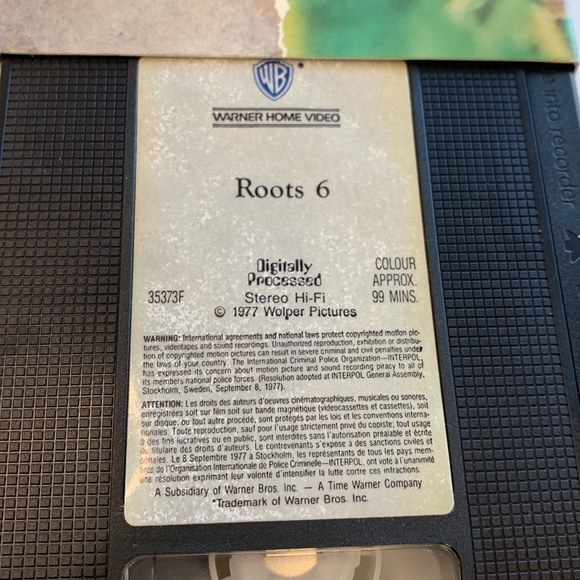 WB
WARNER HOME VIDEO
Roots 6
Digitally
Processed
COLOUR
APPROX.
99 MINS.
35373F
Stereo Hi-Fi
© 1977 Wolper Pictures
WARNING: International agreements and national laws protect copyrighted motion pic-
tures, videotapes and sound recordings. Unauthorized reproduction, exhibition or distribu-
tion of copyrighted motion pictures can result in severe criminal and civil penalties under
the laws of your country. The International Criminal Police Organization—INTERPOL,
has expressed its concern about motion picture and sound recording piracy to all of
its members national police forces. (Resolution adopted at INTERPOL General Assembly,
Stockholm, Sweden, September 8, 1977).
ATTENTION: Les droits des auteurs d'oeuvres cinématographiques, musicales ou sonores,
enregistrées soit sur film soit sur bande magnétique (videocassettes et cassettes), soit
sur disque, ou tout autre procédé, sont protégés par les lois et les conventions interna-
tionales. Toute reproduction, sauf pour l'usage strictement privé du copiste; tout usage
à des fins lucratives ou en public, sont interdites sans l'autorisation préalable et écrite
du titulaire des droits d'auteurs. Le contrevenants s'expose à des sanctions civiles et
pénales. Le 8 Septembre 1977 à Stockholm, les représentants de tous les pays mem-
bres de l'Organisation Internationale de Police Criminelle—INTERPOL, ont voté à l'unanimité
une résolution exprimant leur volonté d'intensifier la lutte contre ces infractions.
A Subsidiary of Warner Bros. Inc. — A Time Warner Company
*Trademark of Warner Bros. Inc.
into recorder